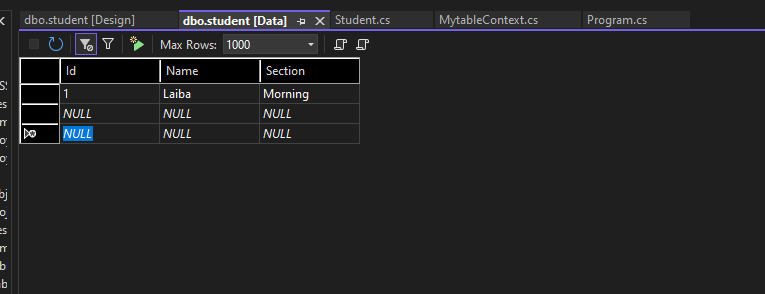 dbo.student [Design]
dbo.student [Data]
Student.cs
MytableContext.cs
Program.cs
Max Rows: 1000
Id Name Section
1 Laiba Morning
NULL NULL NULL
NULL NULL NULL